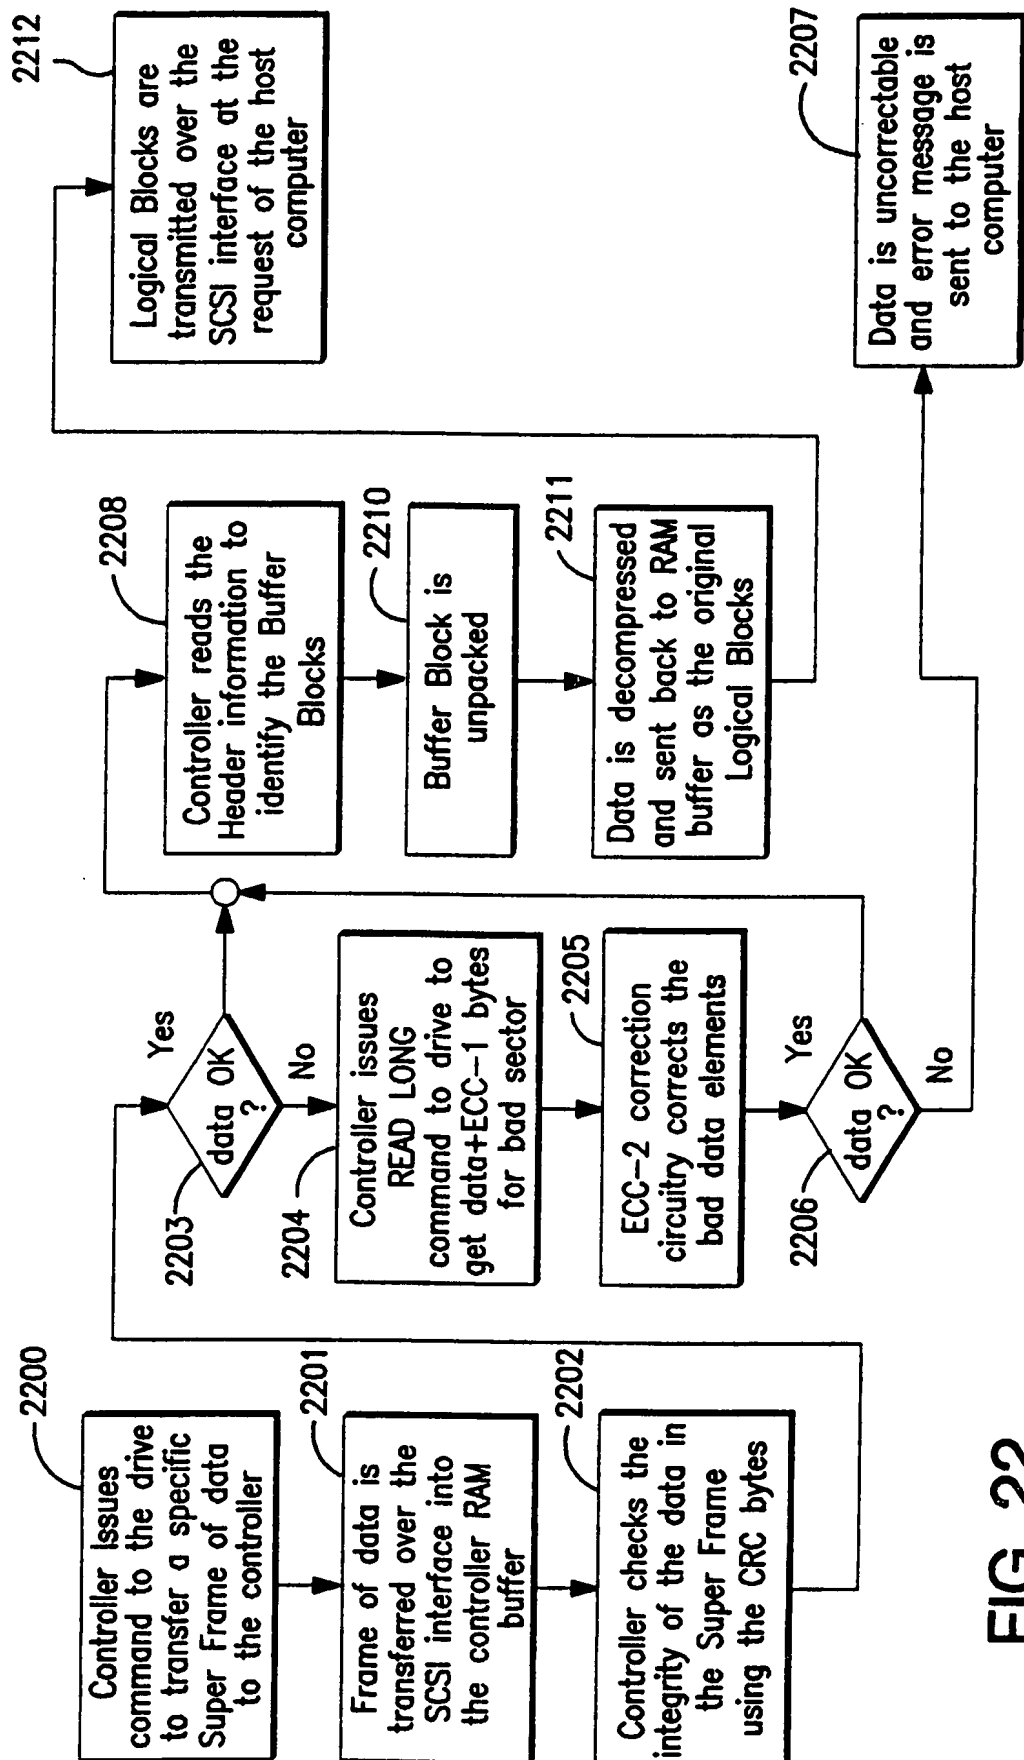 2200
Controller Issues
command to the drive
to transfer a specific
Super Frame of data
to the controller
2201
Frame of data is
transferred over the
SCSI interface into
the controller RAM
buffer
2202
Controller checks the
integrity of the data in
the Super Frame
using the CRC bytes
2203
data OK
?
Yes
No
2204
Controller issues
READ LONG
command to drive to
get data+ECC-1 bytes
for bad sector
2205
ECC-2 correction
circuitry corrects the
bad data elements
2206
data OK
?
Yes
No
2208
Controller reads the
Header information to
identify the Buffer
Blocks
2210
Buffer Block is
unpacked
2211
Data is decompressed
and sent back to RAM
buffer as the original
Logical Blocks
2212
Logical Blocks are
transmitted over the
SCSI interface at the
request of the host
computer
2207
Data is uncorrectable
and error message is
sent to the host
computer
FIG 22